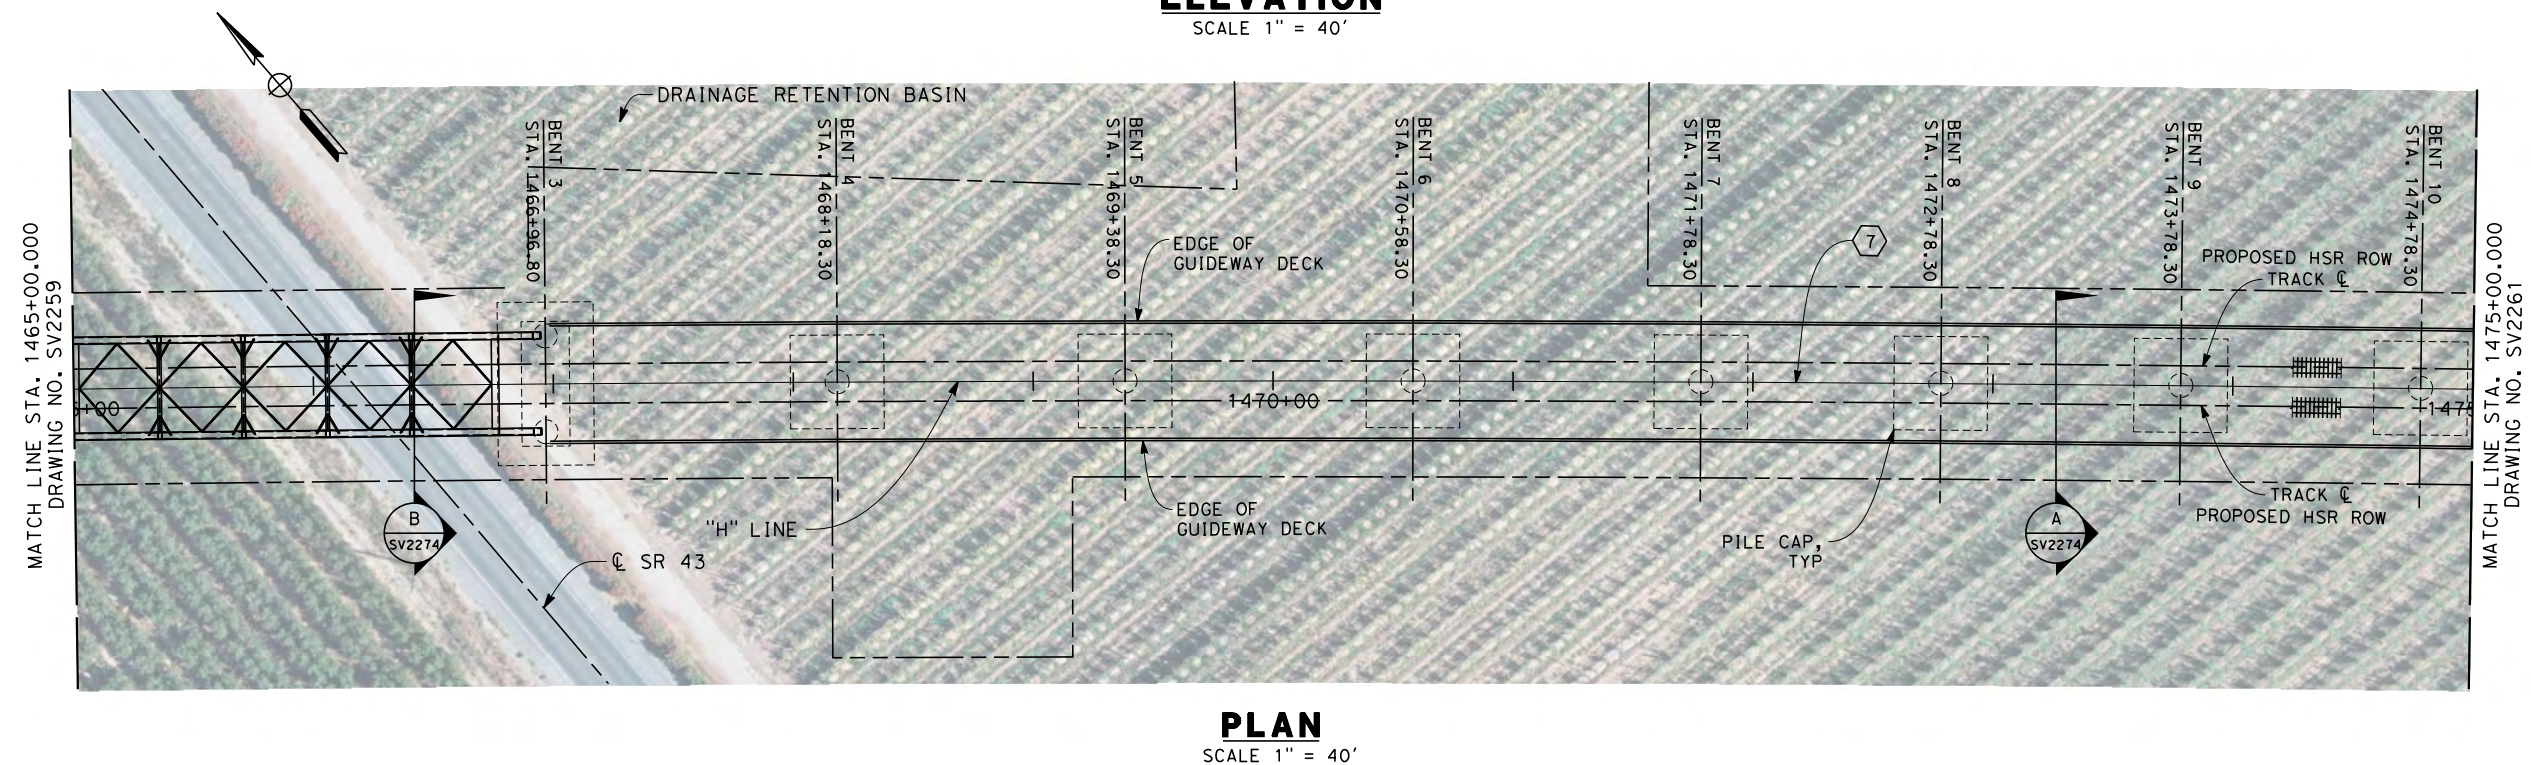 ELEVATION
SCALE 1" = 40'
DRAINAGE RETENTION BASIN
BENT 3
STA. 1466+96.80
BENT 4
STA. 1468+18.30
BENT 5
STA. 1469+38.30
BENT 6
STA. 1470+58.30
BENT 7
STA. 1471+78.30
BENT 8
STA. 1472+78.30
BENT 9
STA. 1473+78.30
BENT 10
STA. 1474+78.30
MATCH LINE STA. 1465+00.000
DRAWING NO. SV2259
EDGE OF
GUIDEWAY DECK
7
PROPOSED HSR ROW
TRACK ℄
MATCH LINE STA. 1475+00.000
DRAWING NO. SV2261
5+00
1470+00
1475
B
SV2274
"H" LINE
℄ SR 43
EDGE OF
GUIDEWAY DECK
PILE CAP,
TYP
A
SV2274
TRACK ℄
PROPOSED HSR ROW
PLAN
SCALE 1" = 40'